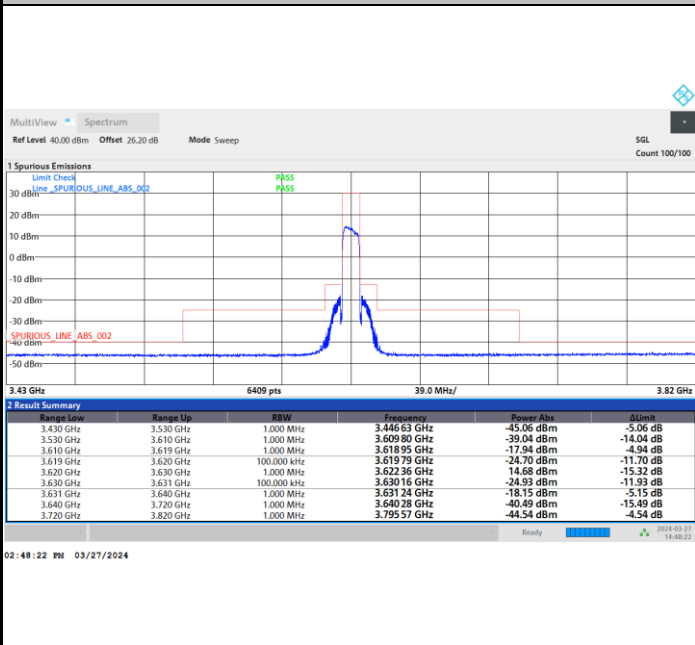 MultiView Spectrum
Ref Level 40.00 dBm Offset 26.20 dB Mode Sweep SGL
Count 100/100
1 Spurious Emissions
Limit Check PASS
Line _SPURIOUS_LINE_ABS_002 PASS
30 dBm
20 dBm
10 dBm
0 dBm
-10 dBm
-20 dBm
-30 dBm
SPURIOUS_LINE_ABS_002
-40 dBm
-50 dBm
3.43 GHz 6409 pts 39.0 MHz/ 3.82 GHz
2 Result Summary
Range Low Range Up RBW Frequency Power Abs ΔLimit
3.430 GHz 3.530 GHz 1.000 MHz 3.446 63 GHz -45.06 dBm -5.06 dB
3.530 GHz 3.610 GHz 1.000 MHz 3.609 80 GHz -39.04 dBm -14.04 dB
3.610 GHz 3.619 GHz 1.000 MHz 3.618 95 GHz -17.94 dBm -4.94 dB
3.619 GHz 3.620 GHz 100.000 kHz 3.619 79 GHz -24.70 dBm -11.70 dB
3.620 GHz 3.630 GHz 1.000 MHz 3.622 36 GHz 14.68 dBm -15.32 dB
3.630 GHz 3.631 GHz 100.000 kHz 3.630 16 GHz -24.93 dBm -11.93 dB
3.631 GHz 3.640 GHz 1.000 MHz 3.631 24 GHz -18.15 dBm -5.15 dB
3.640 GHz 3.720 GHz 1.000 MHz 3.640 28 GHz -40.49 dBm -15.49 dB
3.720 GHz 3.820 GHz 1.000 MHz 3.795 57 GHz -44.54 dBm -4.54 dB
Ready 2024-03-27
14:48:22
02:48:22 PM 03/27/2024